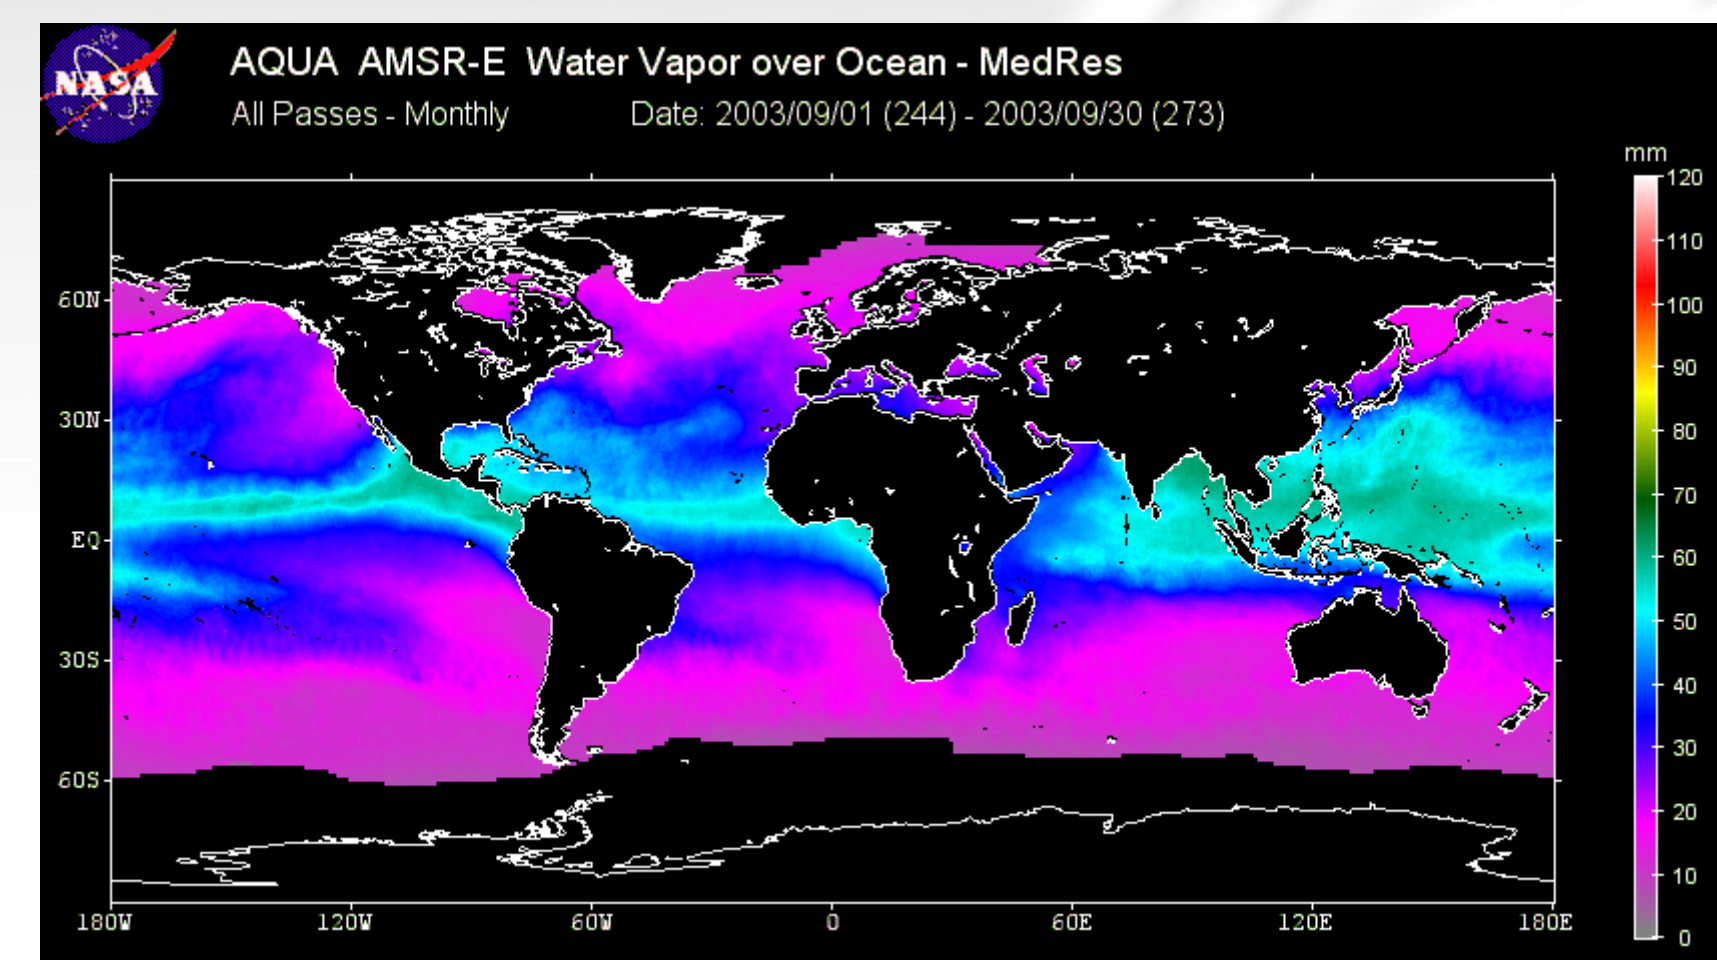 NASA
AQUA AMSR-E Water Vapor over Ocean - MedRes
All Passes - Monthly Date: 2003/09/01 (244) - 2003/09/30 (273)
mm
120
110
100
90
80
70
60
50
40
30
20
10
0
60N
30N
EQ
30S
60S
180W 120W 60W 0 60E 120E 180E